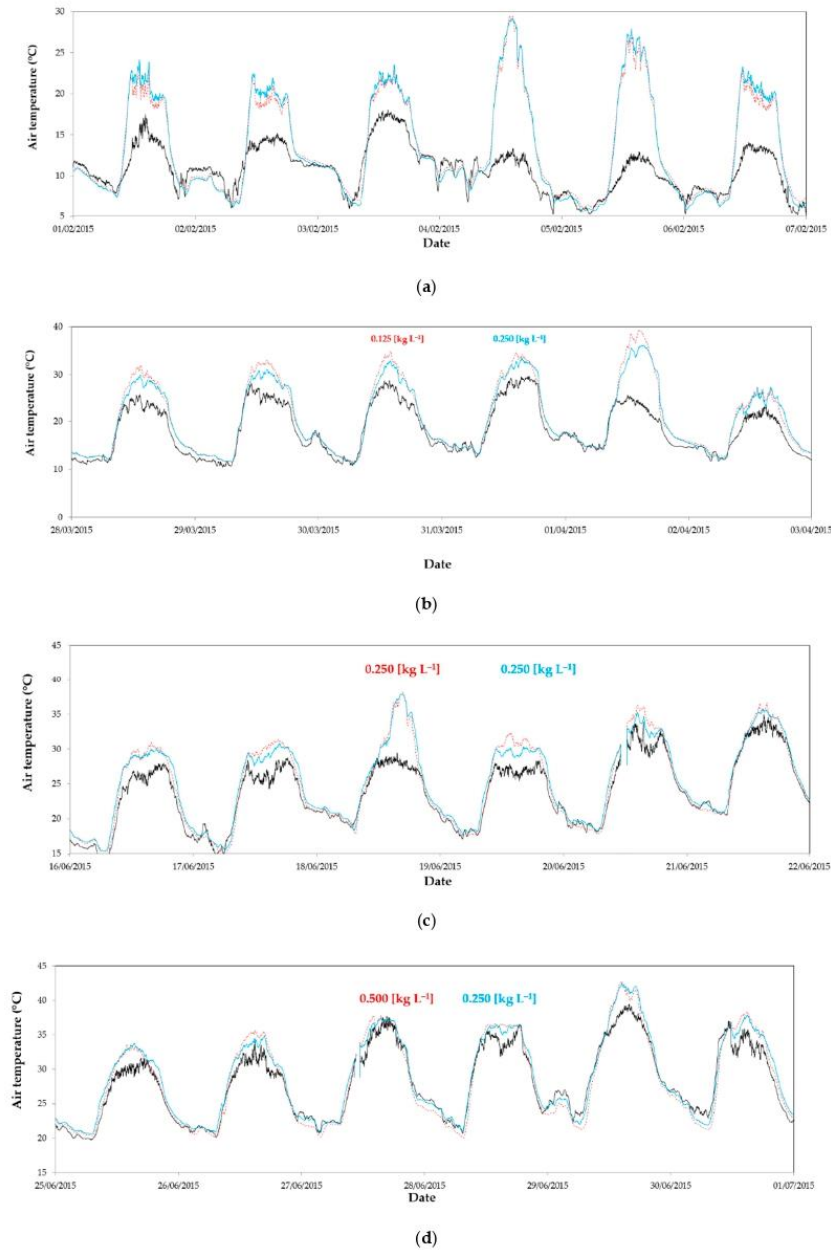 30
25
20
15
10
5
Air temperature (°C)
01/02/2015 02/02/2015 03/02/2015 04/02/2015 05/02/2015 06/02/2015 07/02/2015
Date
(a)
40
30
20
10
0
Air temperature (°C)
0.125 [kg L⁻¹] 0.250 [kg L⁻¹]
28/03/2015 29/03/2015 30/03/2015 31/03/2015 01/04/2015 02/04/2015 03/04/2015
Date
(b)
45
40
35
30
25
20
15
Air temperature (°C)
0.250 [kg L⁻¹] 0.250 [kg L⁻¹]
16/06/2015 17/06/2015 18/06/2015 19/06/2015 20/06/2015 21/06/2015 22/06/2015
Date
(c)
45
40
35
30
25
20
15
Air temperature (°C)
0.500 [kg L⁻¹] 0.250 [kg L⁻¹]
25/06/2015 26/06/2015 27/06/2015 28/06/2015 29/06/2015 30/06/2015 01/07/2015
Date
(d)